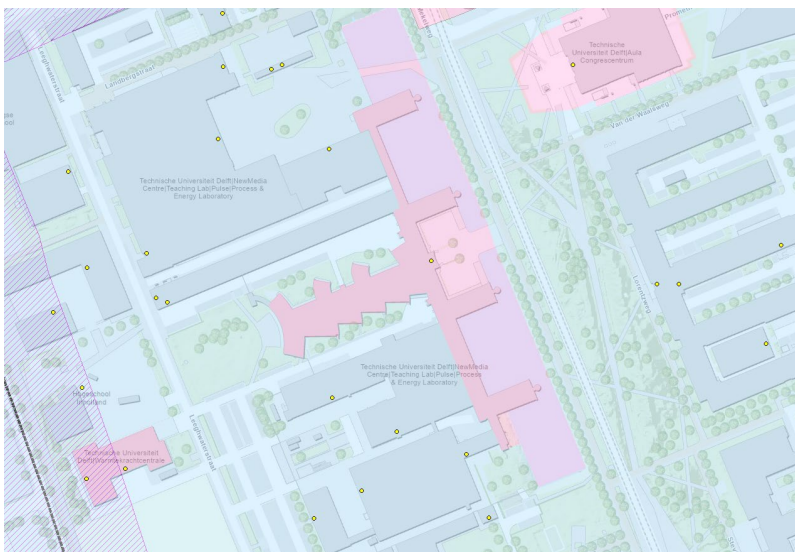 Mekelweg
Prometh
Technische
Universiteit Delft|Aula
Congrescentrum
Leeghwaterstraat
Landbergstraat
Van der Waalsweg
Technische Universiteit Delft|NewMedia
Centre|Teaching Lab|Pulse|Process &
Energy Laboratory
Lorentzweg
Technische Universiteit Delft|NewMedia
Centre|Teaching Lab|Pulse|Process
& Energy Laboratory
Hogeschool
Inholland
Leeghwaterstraat
Technische Universiteit
Delft|Warmtekrachtcentrale